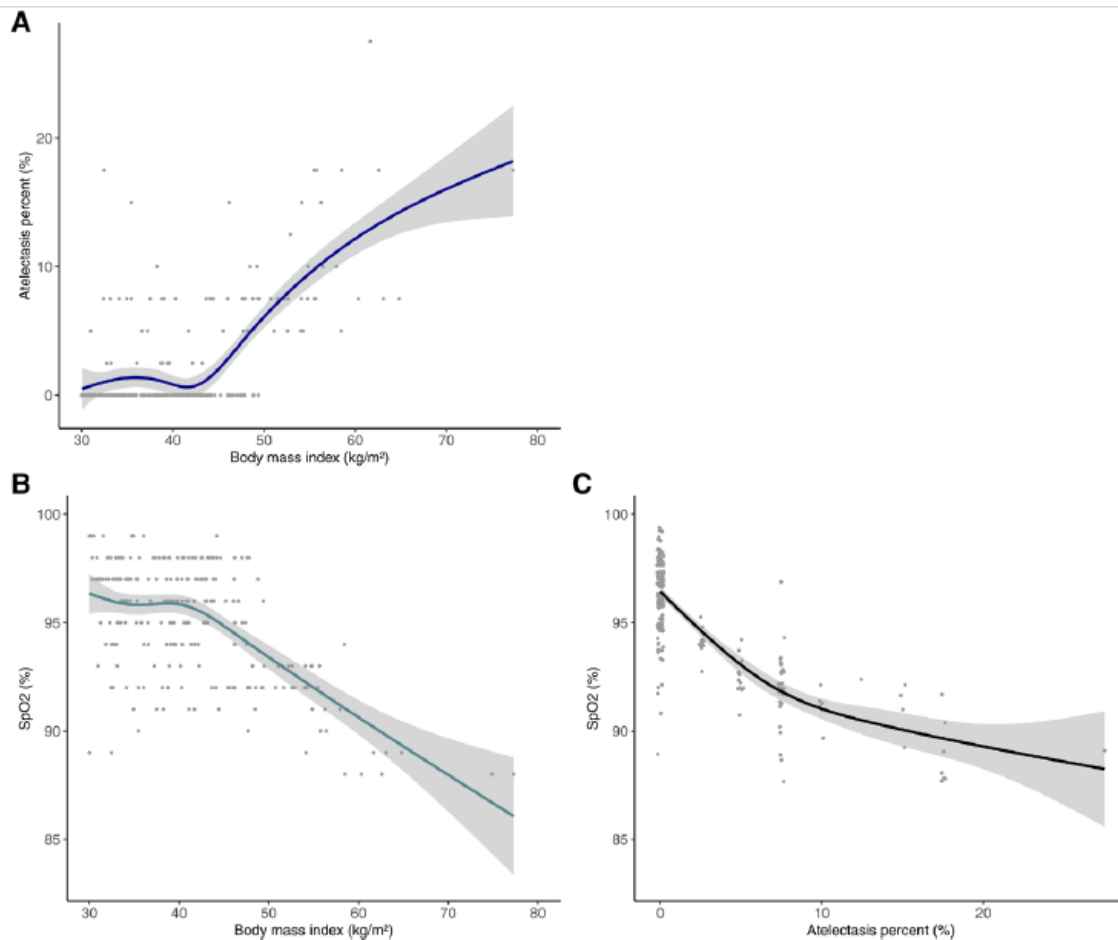 A
20
10
0
Atelectasis percent (%)
30 40 50 60 70 80
Body mass index (kg/m²)
B
100
95
90
85
SpO2 (%)
30 40 50 60 70 80
Body mass index (kg/m²)
C
100
95
90
85
SpO2 (%)
0 10 20
Atelectasis percent (%)